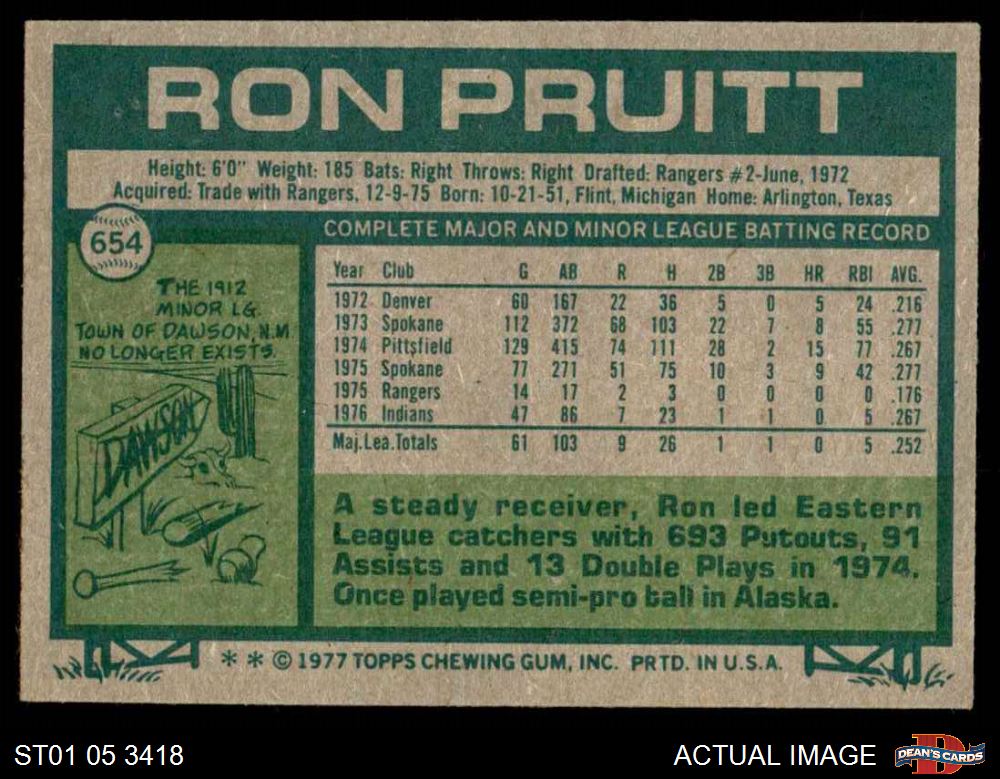 RON PRUITT
Height: 6'0" Weight: 185 Bats: Right Throws: Right Drafted: Rangers #2-June, 1972
Acquired: Trade with Rangers, 12-9-75 Born: 10-21-51, Flint, Michigan Home: Arlington, Texas
654
THE 1912
MINOR LG.
TOWN OF DAWSON, N.M
NO LONGER EXISTS.
DAWSON
COMPLETE MAJOR AND MINOR LEAGUE BATTING RECORD
Year Club G. AB R H 2B 3B HR RBI AVG.
1972 Denver 60 167 22 36 5 0 5 24 .216
1973 Spokane 112 372 68 103 22 7 8 55 .277
1974 Pittsfield 129 415 74 111 28 2 15 77 .267
1975 Spokane 77 271 51 75 10 3 9 42 .277
1975 Rangers 14 17 2 3 0 0 0 0 .176
1976 Indians 47 86 7 23 1 1 0 5 .267
Maj.Lea.Totals 61 103 9 26 1 1 0 5 .252
A steady receiver, Ron led Eastern
League catchers with 693 Putouts, 91
Assists and 13 Double Plays in 1974.
Once played semi-pro ball in Alaska.
* * © 1977 TOPPS CHEWING GUM, INC. PRTD. IN U.S.A.
ST01 05 3418
ACTUAL IMAGE
D
DEAN'S CARDS